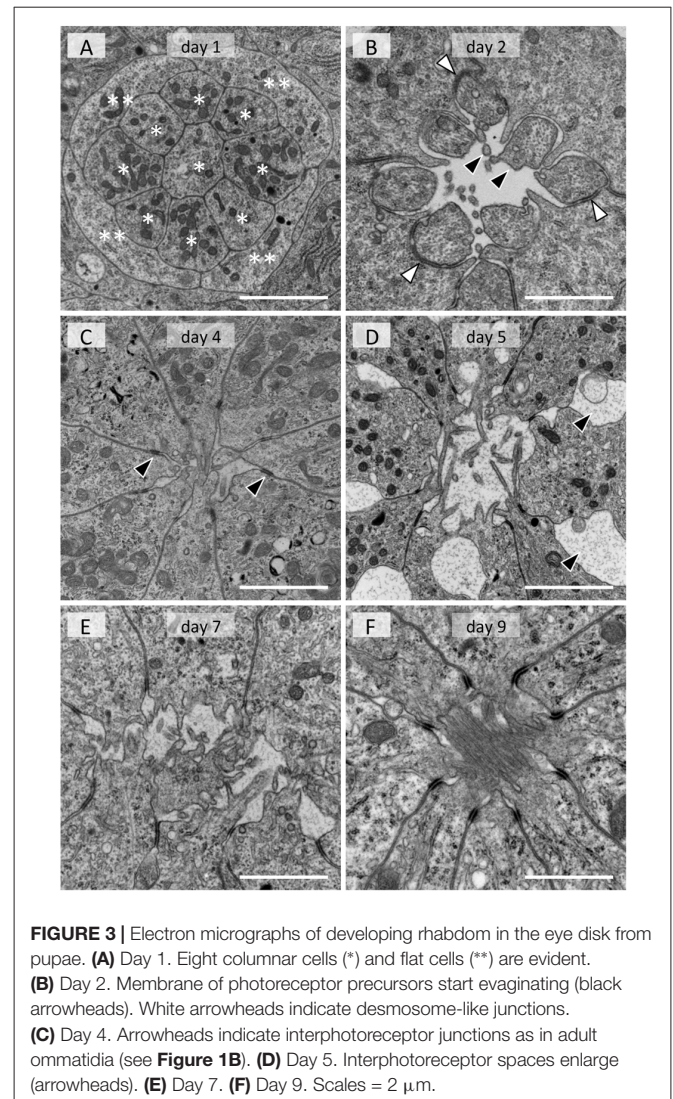 A day 1
* * * * * * * * * *
** ** ** **
B day 2
C day 4
D day 5
E day 7
F day 9
FIGURE 3 | Electron micrographs of developing rhabdom in the eye disk from
pupae. (A) Day 1. Eight columnar cells (*) and flat cells (**) are evident.
(B) Day 2. Membrane of photoreceptor precursors start evaginating (black
arrowheads). White arrowheads indicate desmosome-like junctions.
(C) Day 4. Arrowheads indicate interphotoreceptor junctions as in adult
ommatidia (see Figure 1B). (D) Day 5. Interphotoreceptor spaces enlarge
(arrowheads). (E) Day 7. (F) Day 9. Scales = 2 μm.